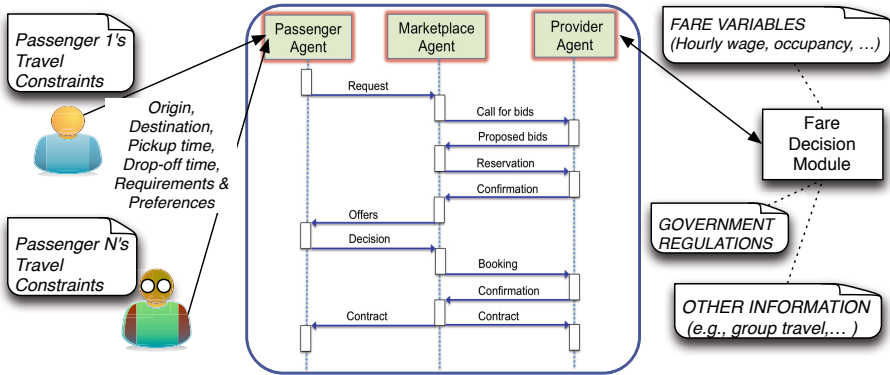 Passenger 1's
Travel
Constraints
Origin,
Destination,
Pickup time,
Drop-off time,
Requirements &
Preferences
Passenger N's
Travel
Constraints
Passenger
Agent
Marketplace
Agent
Provider
Agent
Request
Call for bids
Proposed bids
Reservation
Confirmation
Offers
Decision
Booking
Confirmation
Contract
Contract
FARE VARIABLES
(Hourly wage, occupancy, …)
Fare
Decision
Module
GOVERNMENT
REGULATIONS
OTHER INFORMATION
(e.g., group travel,… )